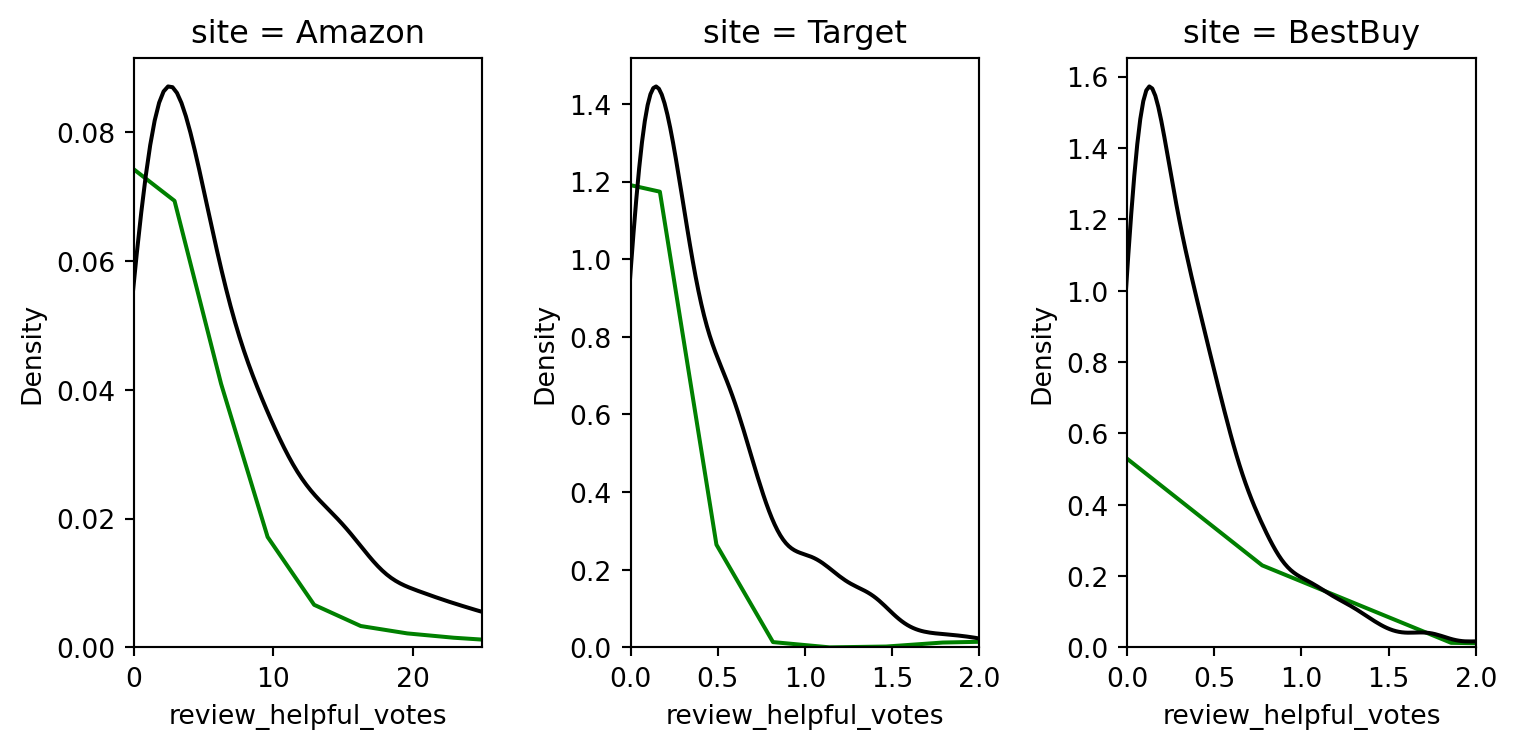 site = Amazon
site = Target
site = BestBuy
Density
0.08
0.06
0.04
0.02
0.00
0 10 20
review_helpful_votes
Density
1.4
1.2
1.0
0.8
0.6
0.4
0.2
0.0
0.0 0.5 1.0 1.5 2.0
review_helpful_votes
Density
1.6
1.4
1.2
1.0
0.8
0.6
0.4
0.2
0.0
0.0 0.5 1.0 1.5 2.0
review_helpful_votes